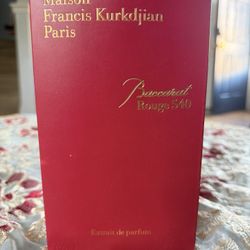 Maison
Francis Kurkdjian
Paris
Baccarat
Rouge 540
Extrait de parfum